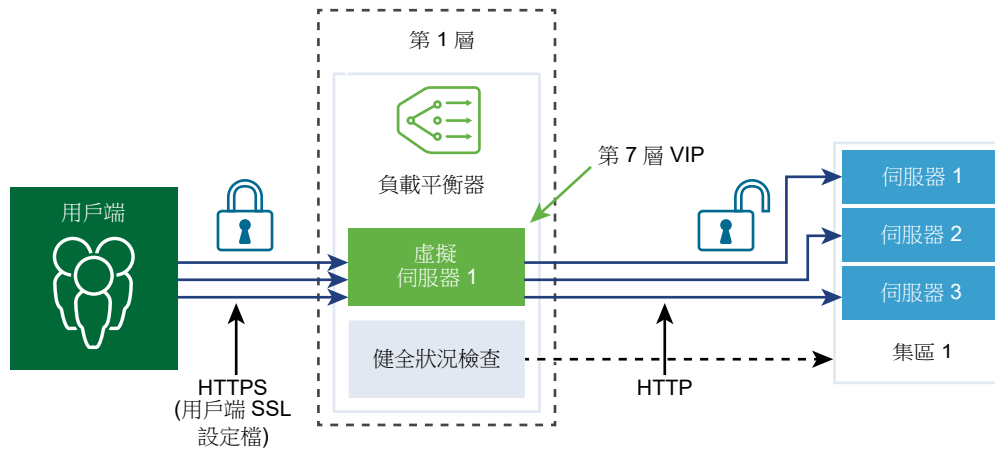 第 1 層
負載平衡器
第 7 層 VIP
用戶端
虛擬
伺服器 1
伺服器 1
伺服器 2
伺服器 3
健全狀況檢查
集區 1
HTTPS
(用戶端 SSL
設定檔)
HTTP